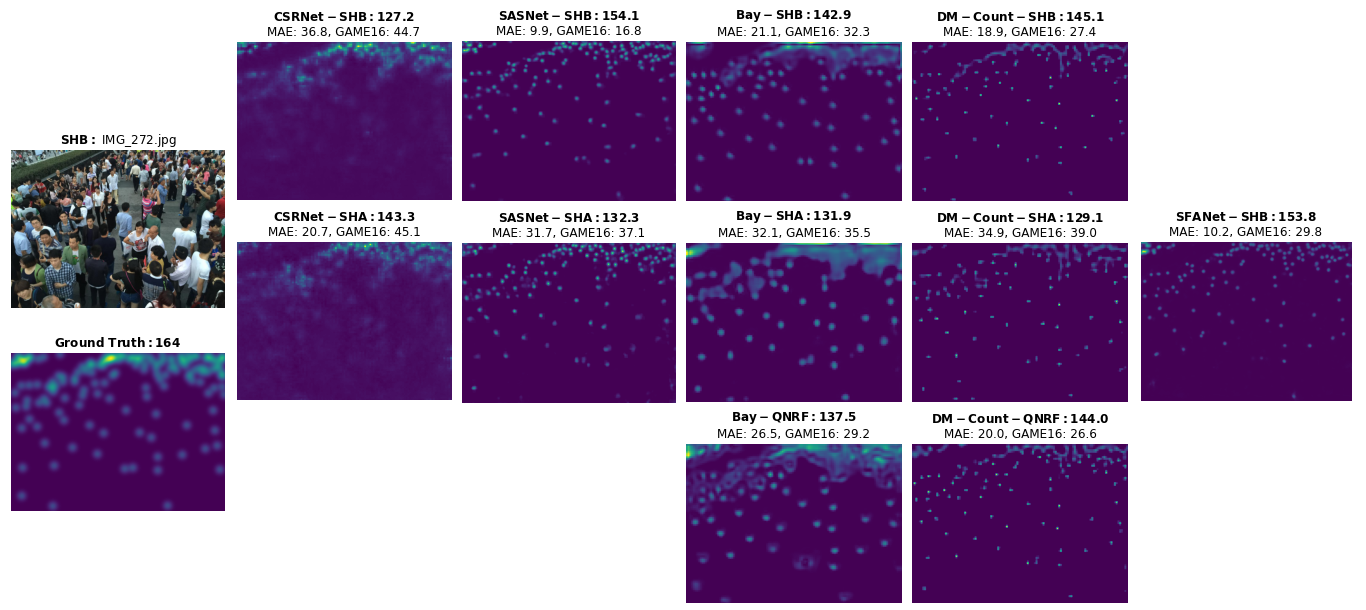 CSRNet−SHB: 127.2
MAE: 36.8, GAME16: 44.7
SASNet−SHB: 154.1
MAE: 9.9, GAME16: 16.8
Bay−SHB: 142.9
MAE: 21.1, GAME16: 32.3
DM−Count−SHB: 145.1
MAE: 18.9, GAME16: 27.4
SHB: IMG_272.jpg
CSRNet−SHA: 143.3
MAE: 20.7, GAME16: 45.1
SASNet−SHA: 132.3
MAE: 31.7, GAME16: 37.1
Bay−SHA: 131.9
MAE: 32.1, GAME16: 35.5
DM−Count−SHA: 129.1
MAE: 34.9, GAME16: 39.0
SFANet−SHB: 153.8
MAE: 10.2, GAME16: 29.8
Ground Truth: 164
Bay−QNRF: 137.5
MAE: 26.5, GAME16: 29.2
DM−Count−QNRF: 144.0
MAE: 20.0, GAME16: 26.6